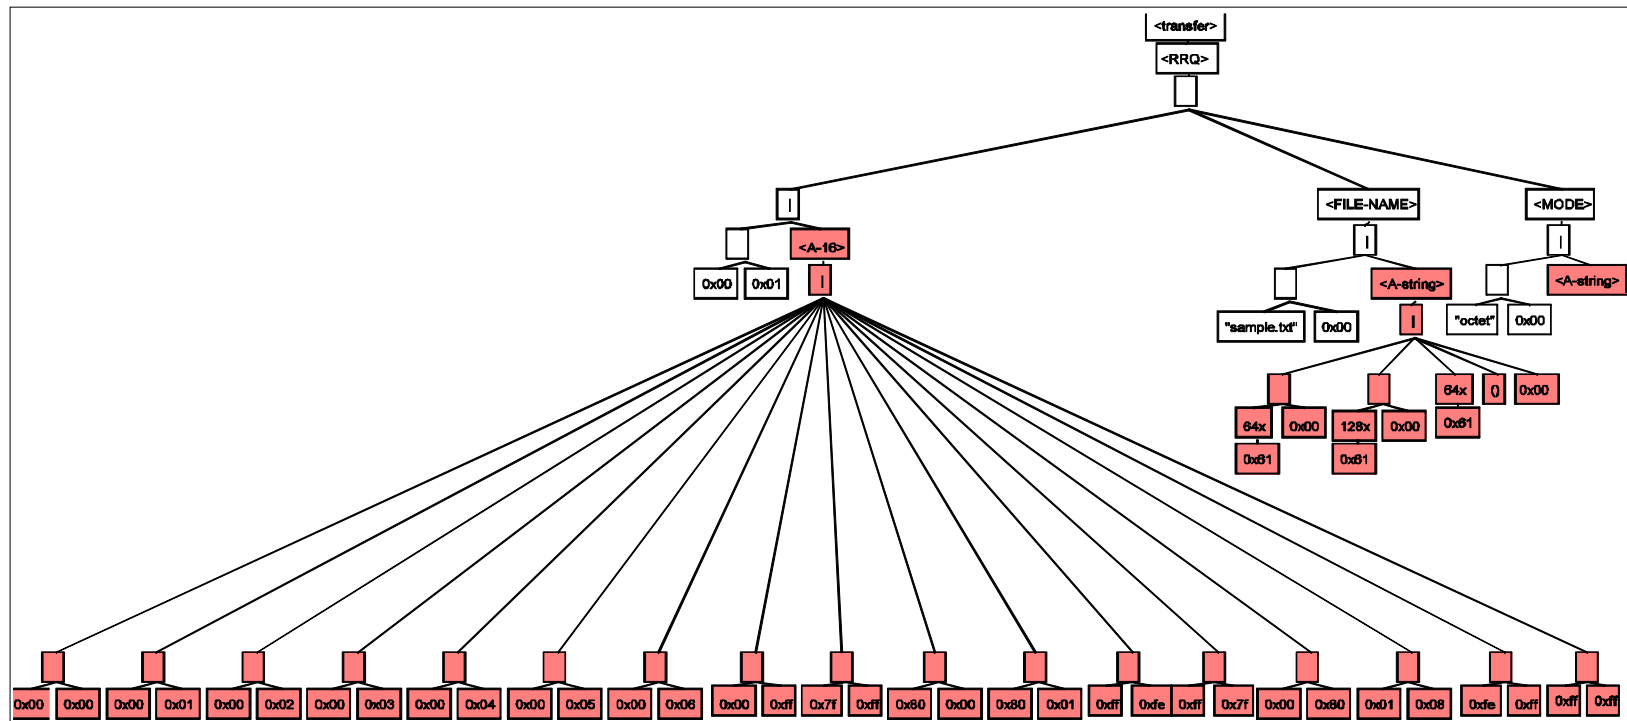 <transfer>
<RRQ>
|
<FILE-NAME>
<MODE>
<A-16>
|
|
0x00 0x01
|
<A-string>
<A-string>
"sample.txt" 0x00
|
"octet" 0x00
64x () 0x00
64x 0x00 128x 0x00 0x61
0x61 0x61
0x00 0x00 0x00 0x01 0x00 0x02 0x00 0x03 0x00 0x04 0x00 0x05 0x00 0x06 0x00 0xff 0x7f 0xff 0x80 0x00 0x80 0x01 0xff 0xfe 0xff 0x7f 0x00 0x80 0x01 0x08 0xfe 0xff 0xff 0xff